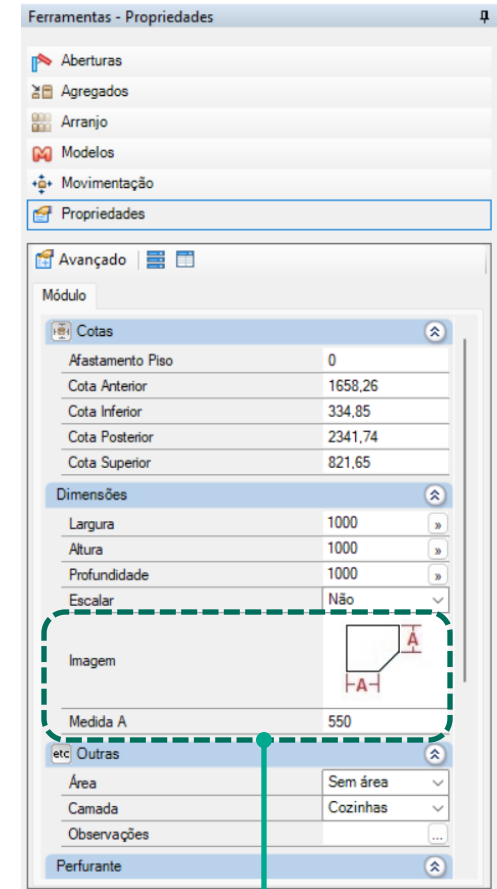 Ferramentas - Propriedades
Aberturas
Agregados
Arranjo
Modelos
Movimentação
Propriedades
Avançado
Módulo
Cotas
Afastamento Piso 0
Cota Anterior 1658,26
Cota Inferior 334,85
Cota Posterior 2341,74
Cota Superior 821,65
Dimensões
Largura 1000 »
Altura 1000 »
Profundidade 1000 »
Escalar Não
A
Imagem
A
Medida A 550
etc Outras
Área Sem área
Camada Cozinhas
Observações ...
Perfurante